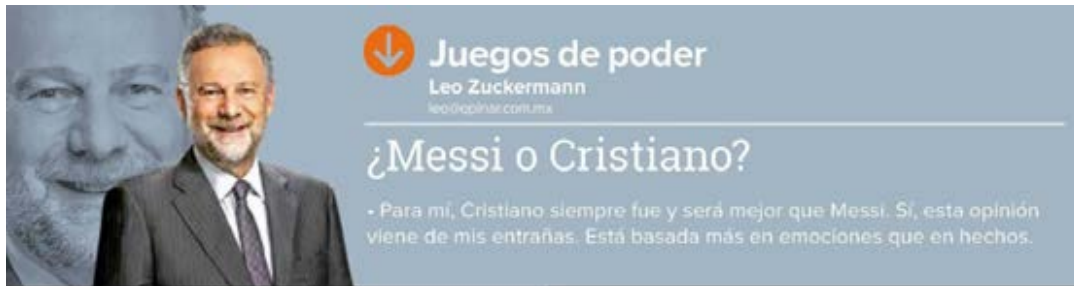 Juegos de poder
Leo Zuckermann
leo@opinar.com.mx
¿Messi o Cristiano?
• Para mí, Cristiano siempre fue y será mejor que Messi. Sí, esta opinión
viene de mis entrañas. Está basada más en emociones que en hechos.